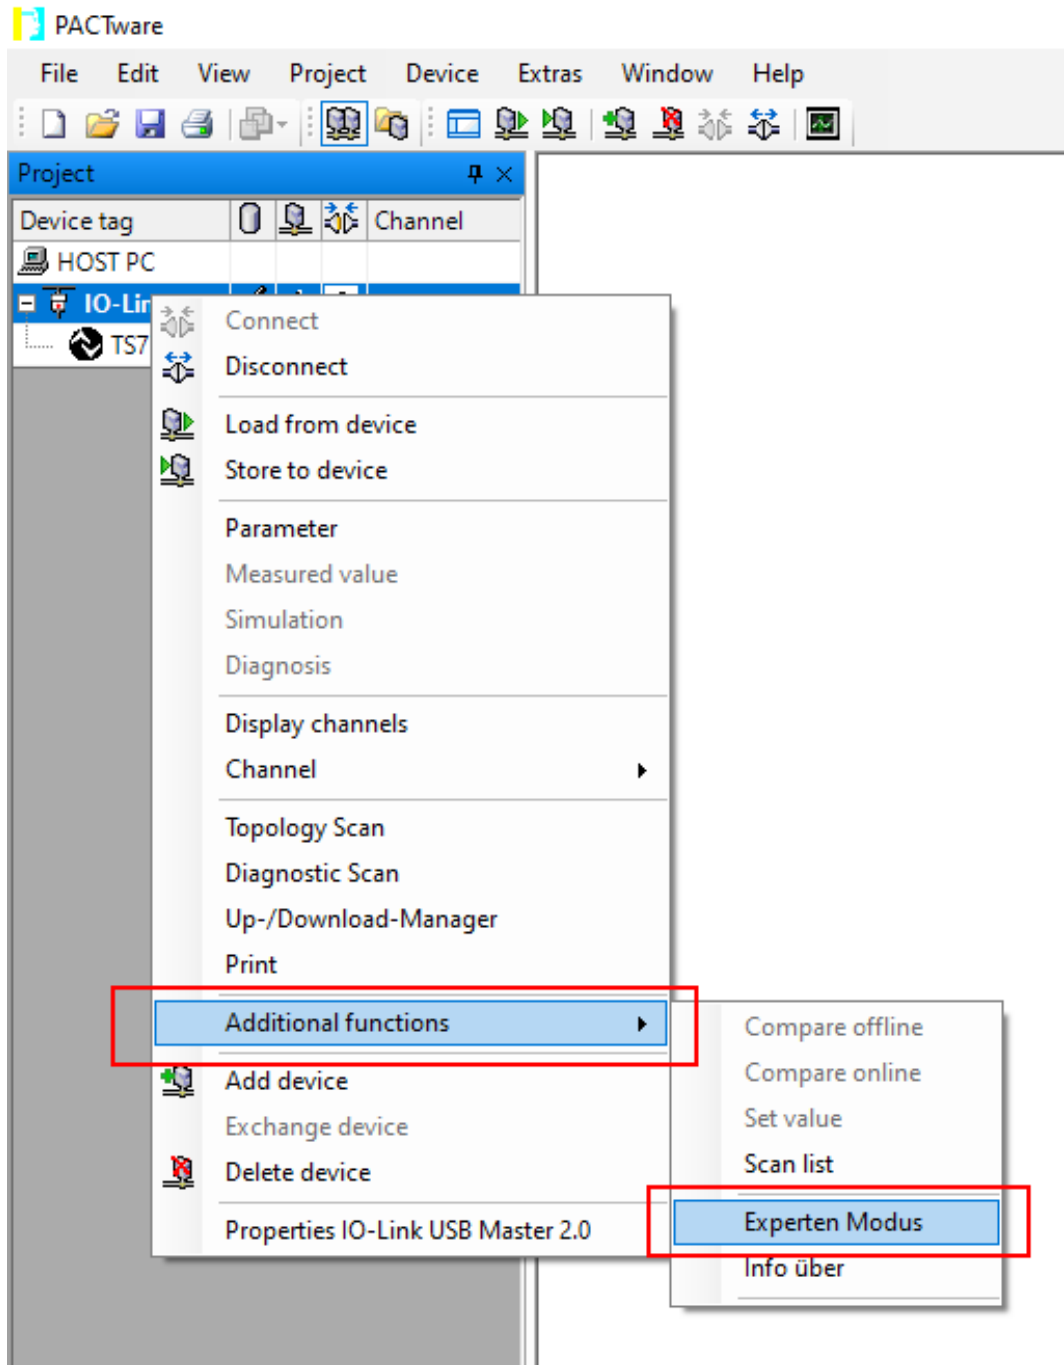 PACTware
File Edit View Project Device Extras Window Help
Project
Device tag Channel
HOST PC
IO-Lin
TS7
Connect
Disconnect
Load from device
Store to device
Parameter
Measured value
Simulation
Diagnosis
Display channels
Channel
Topology Scan
Diagnostic Scan
Up-/Download-Manager
Print
Additional functions
Add device
Exchange device
Delete device
Properties IO-Link USB Master 2.0
Compare offline
Compare online
Set value
Scan list
Experten Modus
Info über